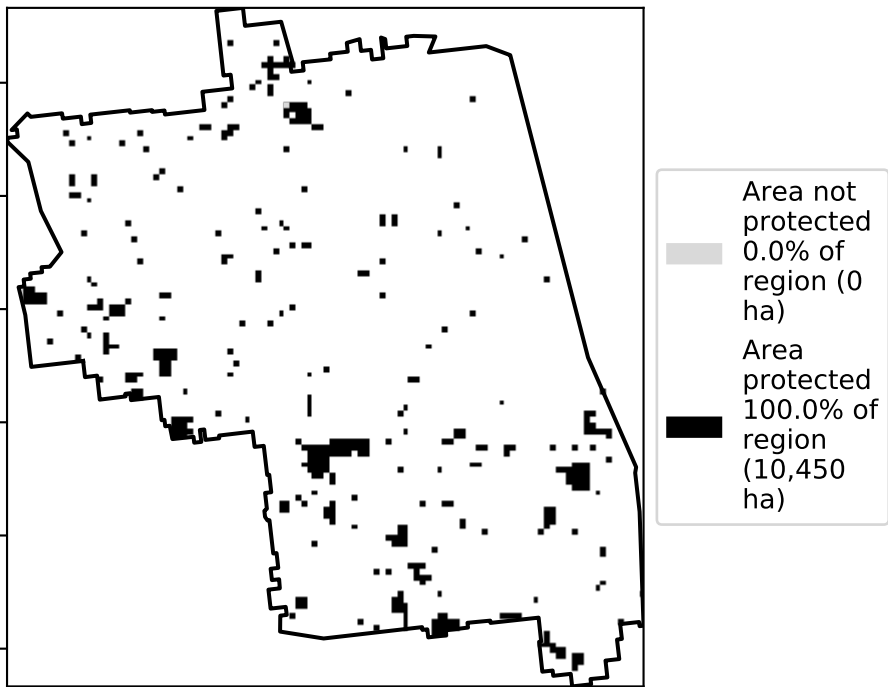 Area not
protected
0.0% of
region (0
ha)
Area
protected
100.0% of
region
(10,450
ha)